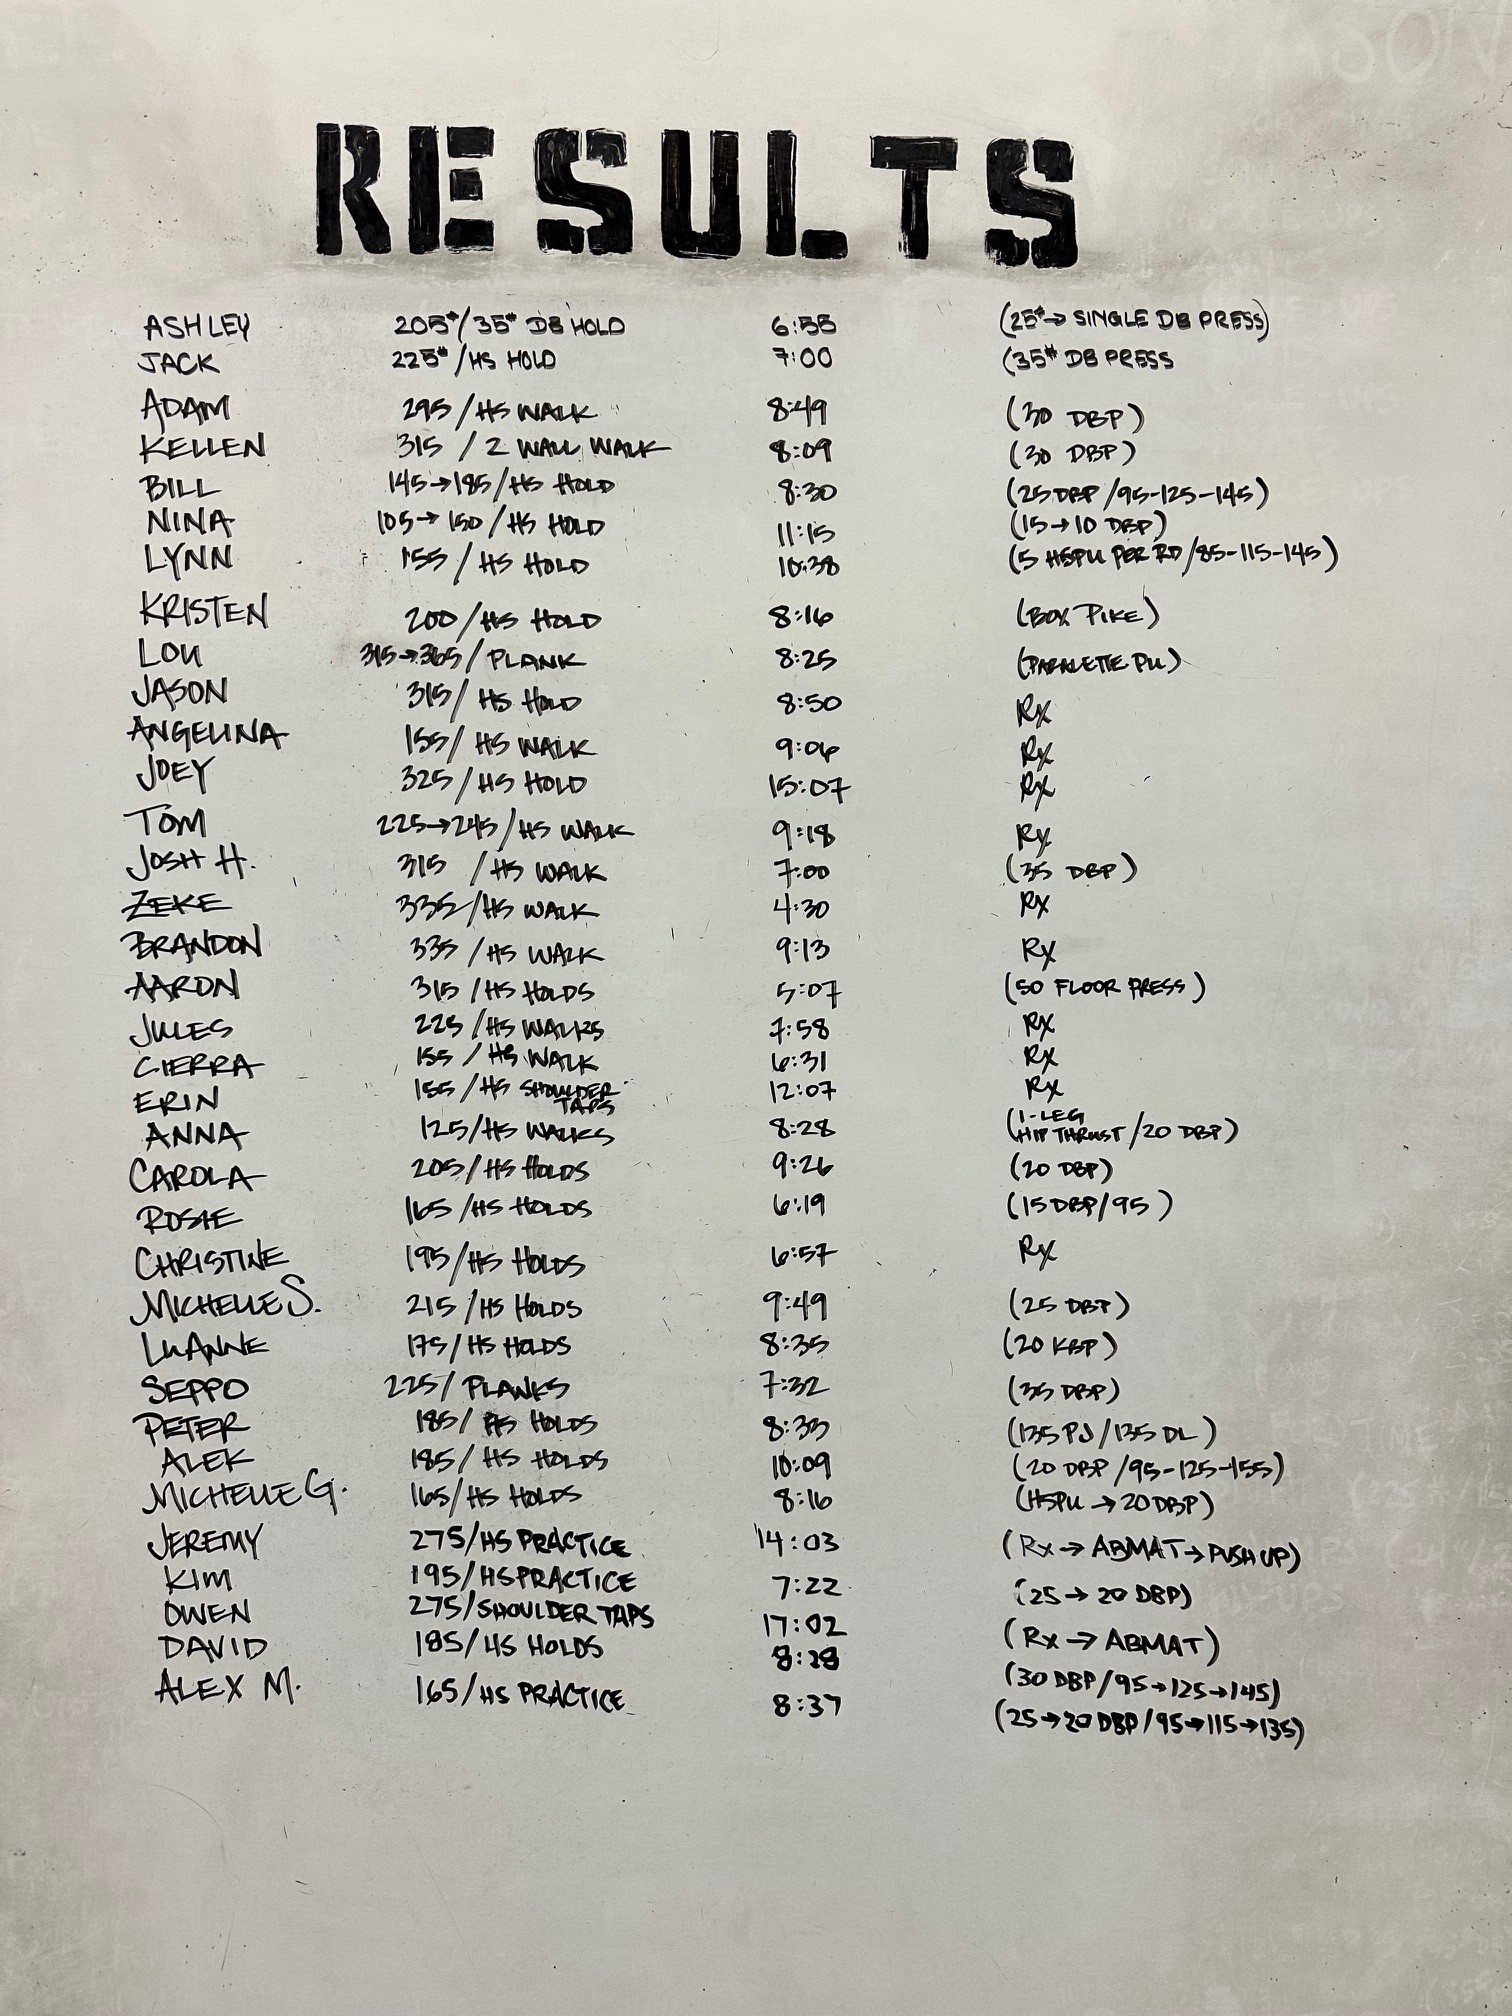 RESULTS
ASHLEY 205#/35# DB HOLD 6:55 (25#→ SINGLE DB PRESS)
JACK 225#/HS HOLD 7:00 (35# DB PRESS
ADAM 295/HS WALK 8:49 (30 DBP)
KELLEN 315 / 2 WALL WALK 8:09 (30 DBP)
BILL 145→185/HS HOLD 8:30 (25 DBP/95-125-145)
NINA 105→150/HS HOLD 11:15 (15→10 DBP)
LYNN 155/HS HOLD 10:38 (5 HSPU PER RD/85-115-145)
KRISTEN 200/HS HOLD 8:16 (BOX PIKE)
LOU 315→365/PLANK 8:25 (PARALETTE PU)
JASON 315/HS HOLD 8:50 Rx
ANGELINA 155/HS WALK 9:06 Rx
JOEY 325/HS HOLD 15:07 Rx
TOM 225→245/HS WALK 9:18 Rx
JOSH H. 315 /HS WALK 7:00 (35 DBP)
ZEKE 335/HS WALK 4:30 Rx
BRANDON 335/HS WALK 9:13 Rx
AARON 315/HS HOLDS 5:07 (50 FLOOR PRESS)
JULES 225/HS WALKS 7:58 Rx
CIERRA 155/HS WALK 6:31 Rx
ERIN 155/HS SHOULDER TAPS 12:07 Rx
ANNA 125/HS WALKS 8:28 (1-LEG HIP THRUST/20 DBP)
CAROLA 205/HS HOLDS 9:26 (20 DBP)
ROSIE 165/HS HOLDS 6:19 (15 DBP/95)
CHRISTINE 195/HS HOLDS 6:57 Rx
MICHELLE S. 215/HS HOLDS 9:49 (25 DBP)
LUANNE 175/HS HOLDS 8:35 (20 KBP)
SEPPO 225/PLANKS 7:32 (35 DBP)
PETER 185/HS HOLDS 8:33 (135 PJ/135 DL)
ALEK 185/HS HOLDS 10:09 (20 DBP/95-125-155)
MICHELLE G. 165/HS HOLDS 8:16 (HSPU→20 DBP)
JEREMY 275/HS PRACTICE 14:03 (Rx→ABMAT→PUSH UP)
KIM 195/HS PRACTICE 7:22 (25→20 DBP)
OWEN 275/SHOULDER TAPS 17:02 (Rx→ABMAT)
DAVID 185/HS HOLDS 8:28 (30 DBP/95→125→145)
ALEX M. 165/HS PRACTICE 8:37 (25→20 DBP/95→115→135)